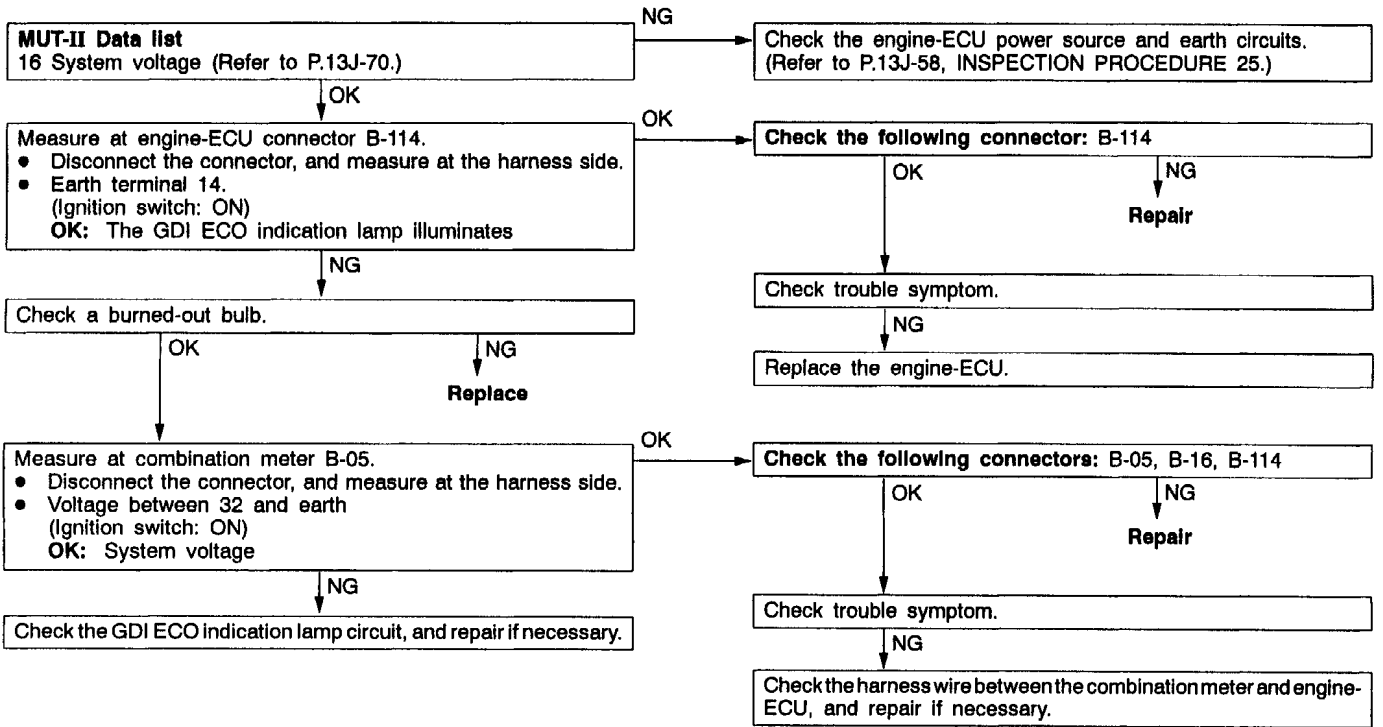 MUT-II Data list
16 System voltage (Refer to P.13J-70.)
NG
Check the engine-ECU power source and earth circuits.
(Refer to P.13J-58, INSPECTION PROCEDURE 25.)
OK
Measure at engine-ECU connector B-114.
● Disconnect the connector, and measure at the harness side.
● Earth terminal 14.
(Ignition switch: ON)
OK: The GDI ECO indication lamp illuminates
OK
Check the following connector: B-114
OK
NG
Repair
NG
Check trouble symptom.
Check a burned-out bulb.
NG
Replace the engine-ECU.
OK
NG
Replace
Measure at combination meter B-05.
● Disconnect the connector, and measure at the harness side.
● Voltage between 32 and earth
(Ignition switch: ON)
OK: System voltage
OK
Check the following connectors: B-05, B-16, B-114
OK
NG
Repair
NG
Check the GDI ECO indication lamp circuit, and repair if necessary.
Check trouble symptom.
NG
Check the harness wire between the combination meter and engine-
ECU, and repair if necessary.